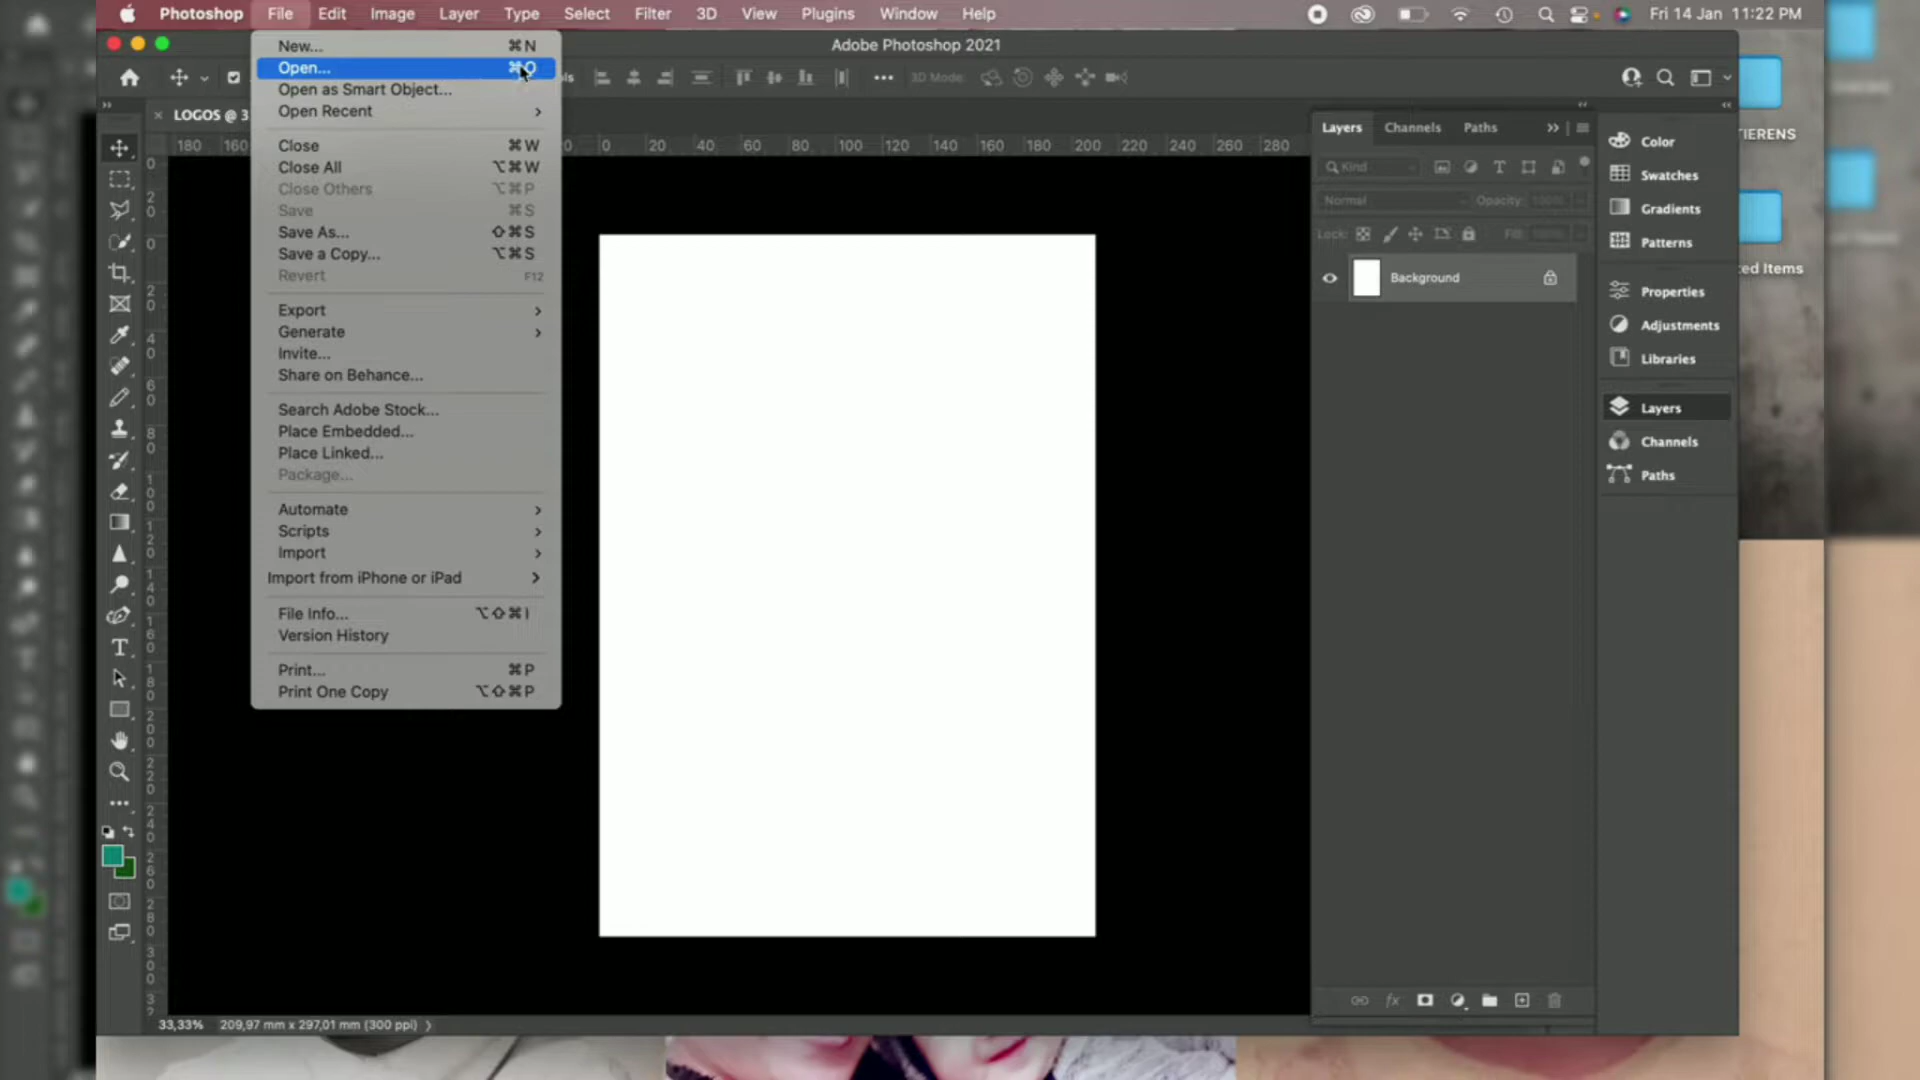 Photoshop File Edit Image Layer Type Select Filter 3D View Plugins Window Help Fri 14 Jan 11:22 PM
Adobe Photoshop 2021
3D Mode:
LOGOS @ 3
New... ⌘N
Open... ⌘O
Open as Smart Object...
Open Recent
Close ⌘W
Close All ⌥⌘W
Close Others ⌥⌘P
Save ⌘S
Save As... ⇧⌘S
Save a Copy... ⌥⌘S
Revert F12
Export
Generate
Invite...
Share on Behance...
Search Adobe Stock...
Place Embedded...
Place Linked...
Package...
Automate
Scripts
Import
Import from iPhone or iPad
File Info... ⌥⇧⌘I
Version History
Print... ⌘P
Print One Copy ⌥⇧⌘P
180 160 0 20 40 60 80 100 120 140 160 180 200 220 240 260 280
Layers Channels Paths
Kind
Normal Opacity: 100%
Lock: Fill: 100%
Background
Color
Swatches
Gradients
Patterns
Properties
Adjustments
Libraries
Layers
Channels
Paths
TIERENS
ted Items
33,33% 209,97 mm x 297,01 mm (300 ppi)